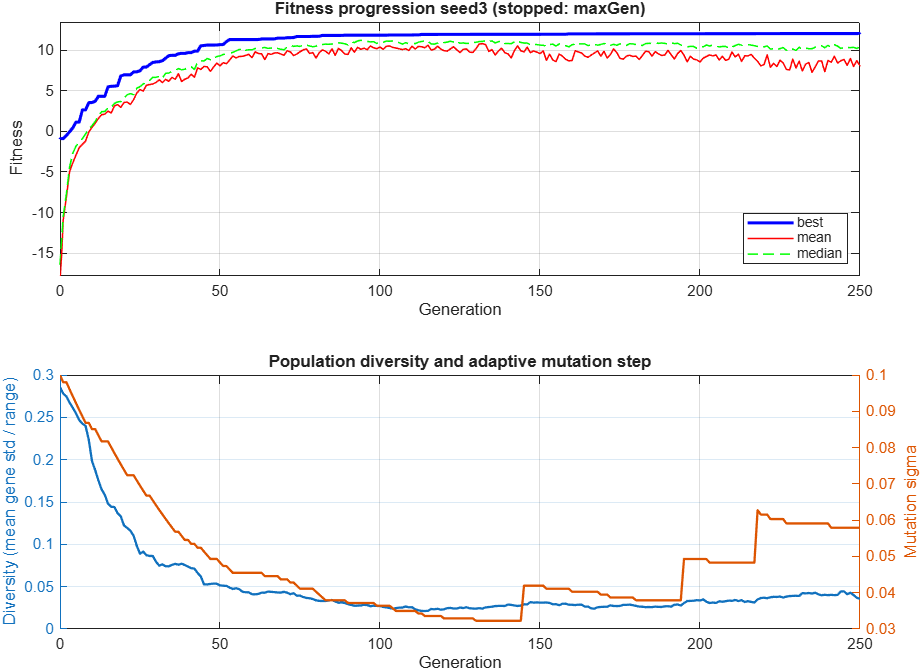 Fitness progression seed3 (stopped: maxGen)
10
5
0
-5
-10
-15
Fitness
best
mean
median
0 50 100 150 200 250
Generation
Population diversity and adaptive mutation step
0.3
0.25
0.2
0.15
0.1
0.05
0
Diversity (mean gene std / range)
0.1
0.09
0.08
0.07
0.06
0.05
0.04
0.03
Mutation sigma
0 50 100 150 200 250
Generation